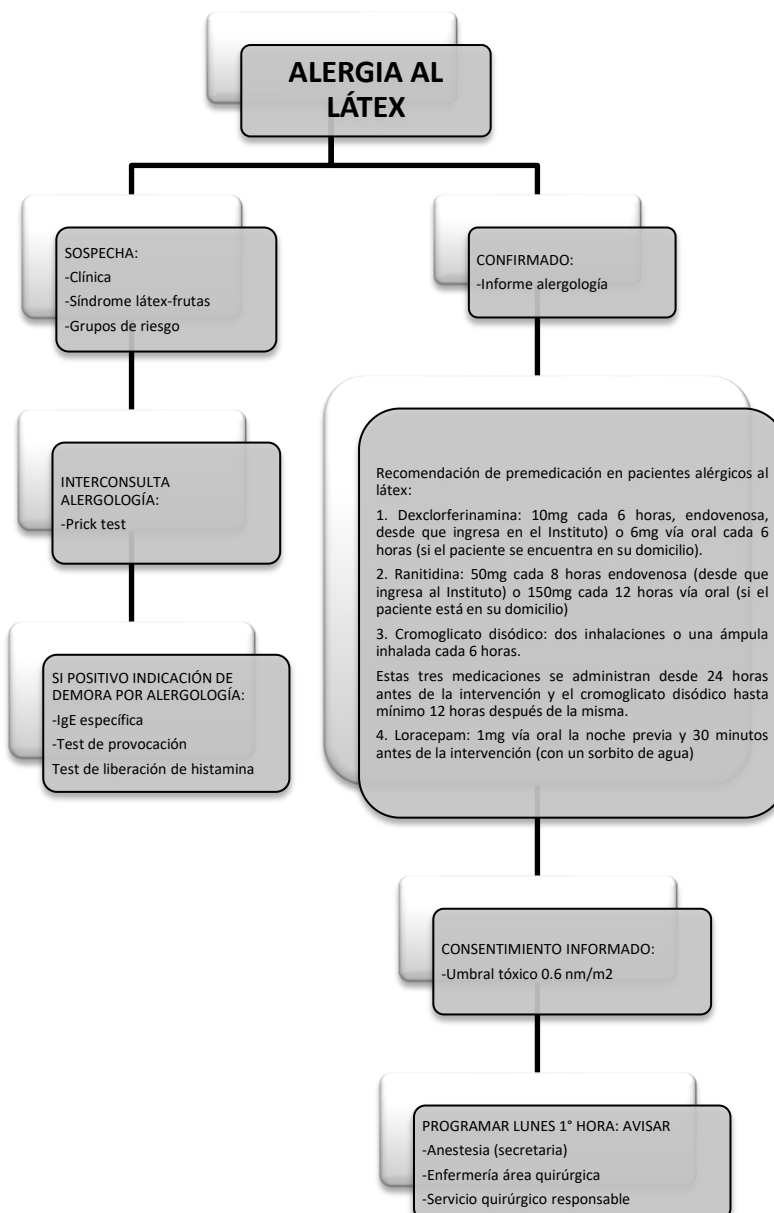 ALERGIA AL
LÁTEX
SOSPECHA:
-Clínica
-Síndrome látex-frutas
-Grupos de riesgo
INTERCONSULTA
ALERGOLOGÍA:
-Prick test
SI POSITIVO INDICACIÓN DE
DEMORA POR ALERGOLOGÍA:
-IgE específica
-Test de provocación
Test de liberación de histamina
CONFIRMADO:
-Informe alergología
Recomendación de premedicación en pacientes alérgicos al
látex:
1. Dexclorferinamina: 10mg cada 6 horas, endovenosa,
desde que ingresa en el Instituto) o 6mg vía oral cada 6
horas (si el paciente se encuentra en su domicilio).
2. Ranitidina: 50mg cada 8 horas endovenosa (desde que
ingresa al Instituto) o 150mg cada 12 horas vía oral (si el
paciente está en su domicilio)
3. Cromoglicato disódico: dos inhalaciones o una ámpula
inhalada cada 6 horas.
Estas tres medicaciones se administran desde 24 horas
antes de la intervención y el cromoglicato disódico hasta
mínimo 12 horas después de la misma.
4. Loracepam: 1mg vía oral la noche previa y 30 minutos
antes de la intervención (con un sorbito de agua)
CONSENTIMIENTO INFORMADO:
-Umbral tóxico 0.6 nm/m2
PROGRAMAR LUNES 1° HORA: AVISAR
-Anestesia (secretaria)
-Enfermería área quirúrgica
-Servicio quirúrgico responsable